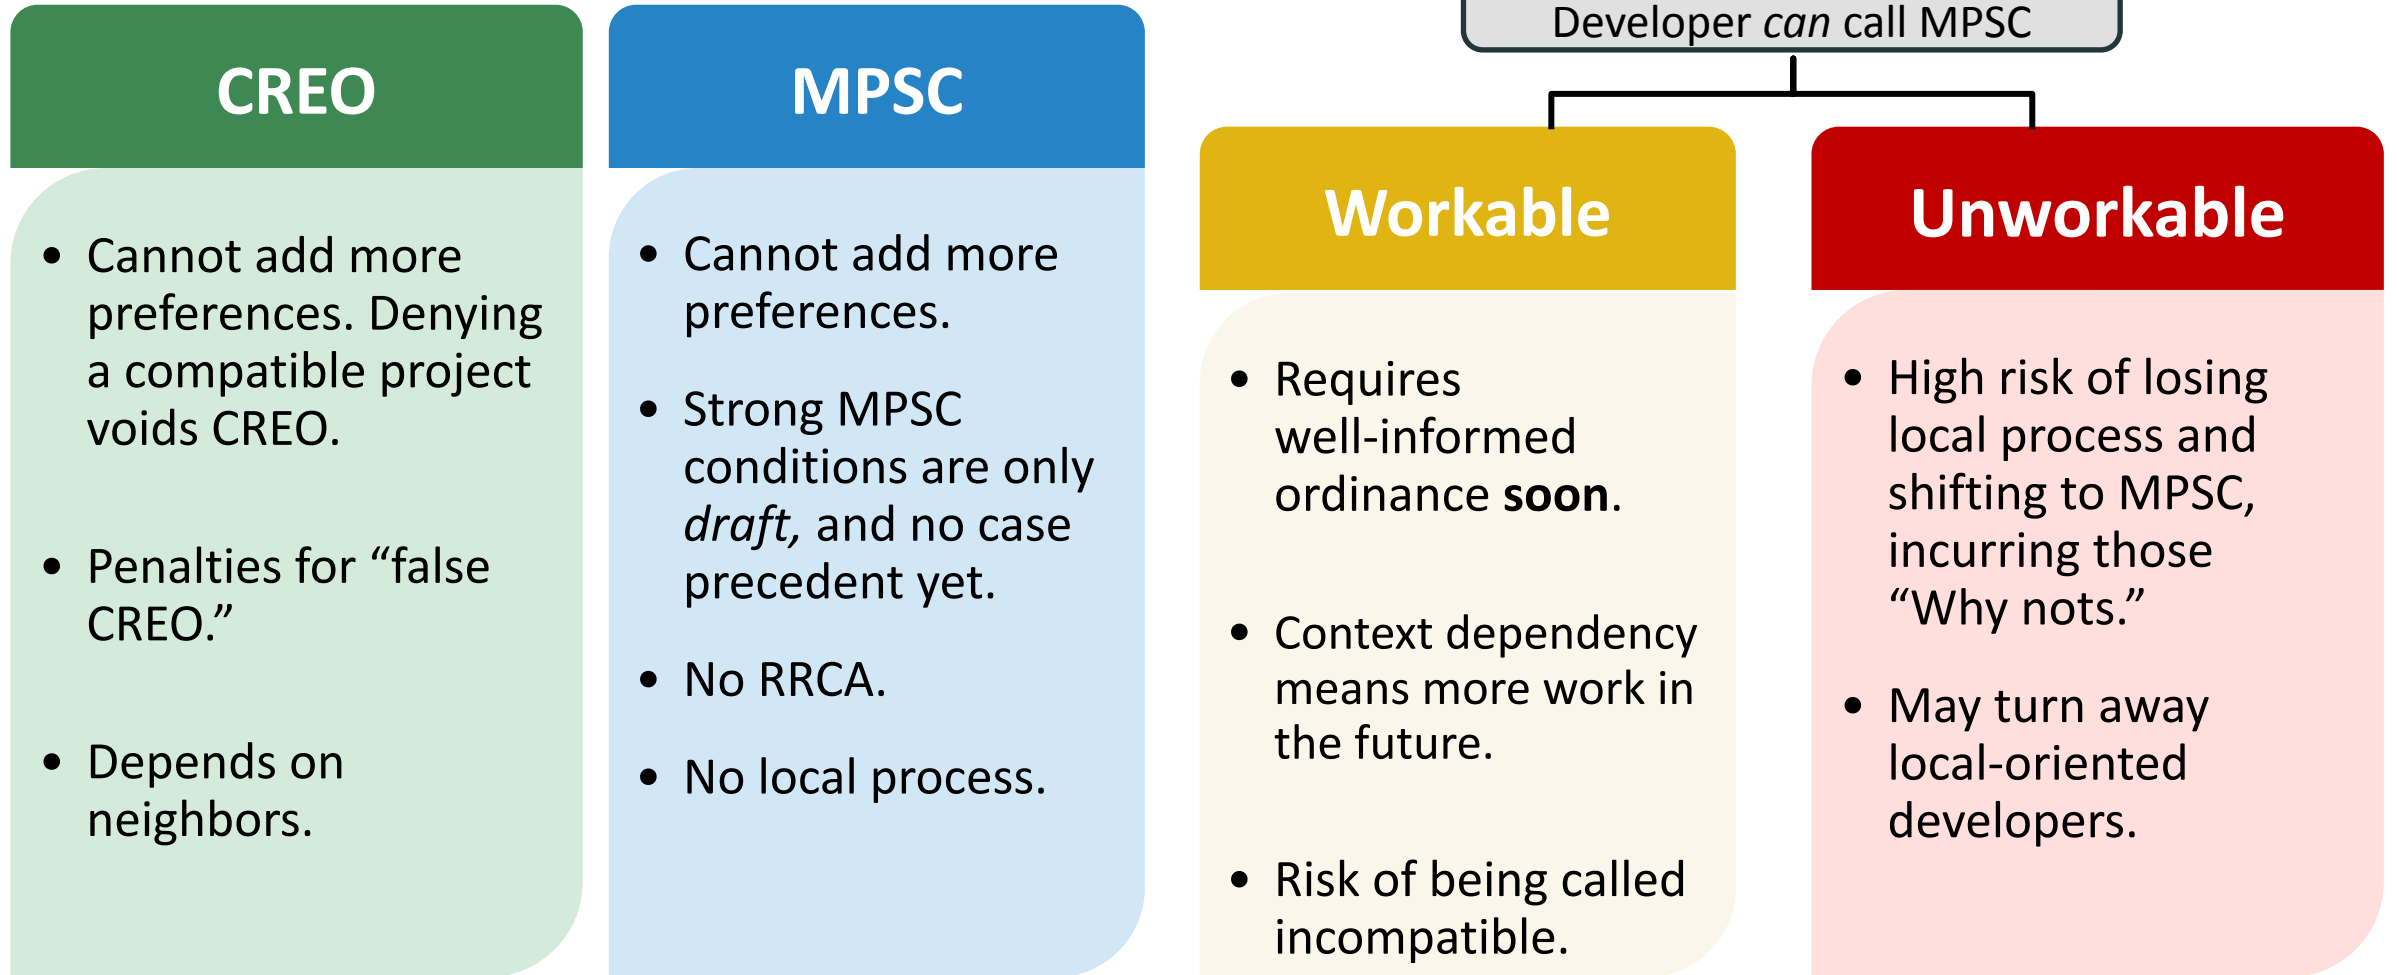 CREO
• Cannot add more
preferences. Denying
a compatible project
voids CREO.
• Penalties for “false
CREO.”
• Depends on
neighbors.
MPSC
• Cannot add more
preferences.
• Strong MPSC
conditions are only
draft, and no case
precedent yet.
• No RRCA.
• No local process.
Developer can call MPSC
Workable
• Requires
well-informed
ordinance soon.
• Context dependency
means more work in
the future.
• Risk of being called
incompatible.
Unworkable
• High risk of losing
local process and
shifting to MPSC,
incurring those
“Why nots.”
• May turn away
local-oriented
developers.